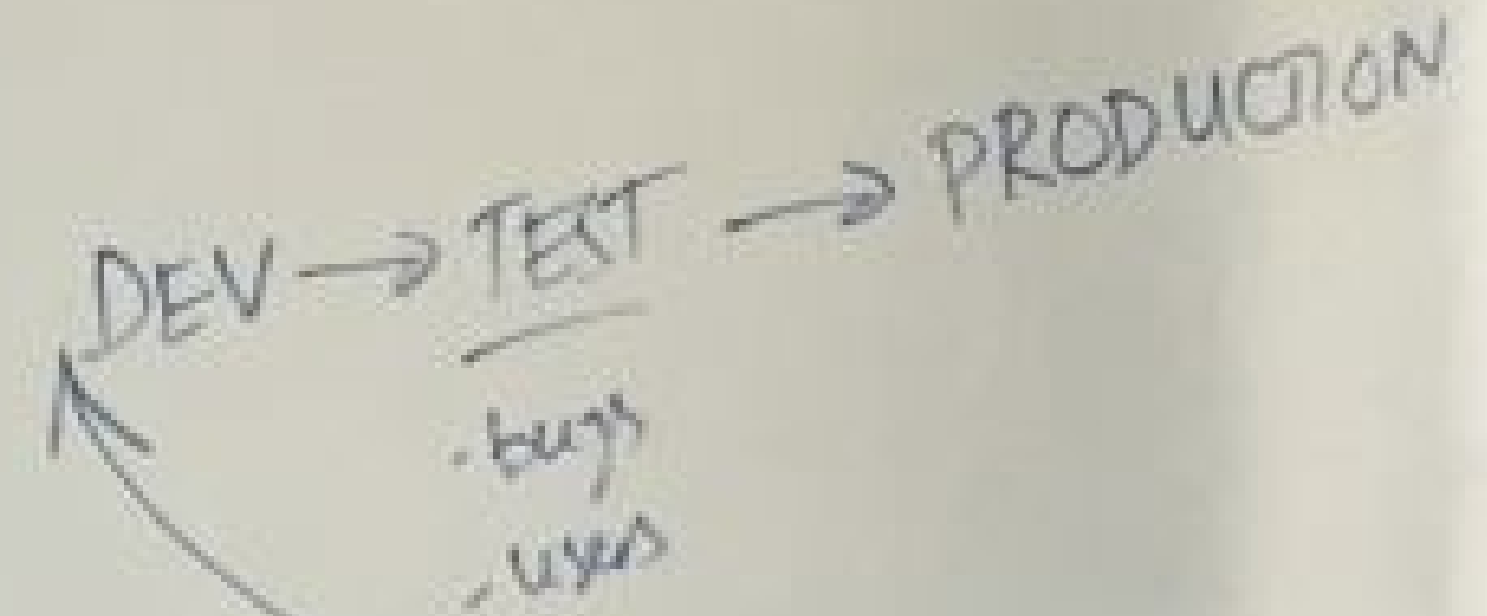 DEV → TEST → PRODUCTION
- bugs
- users